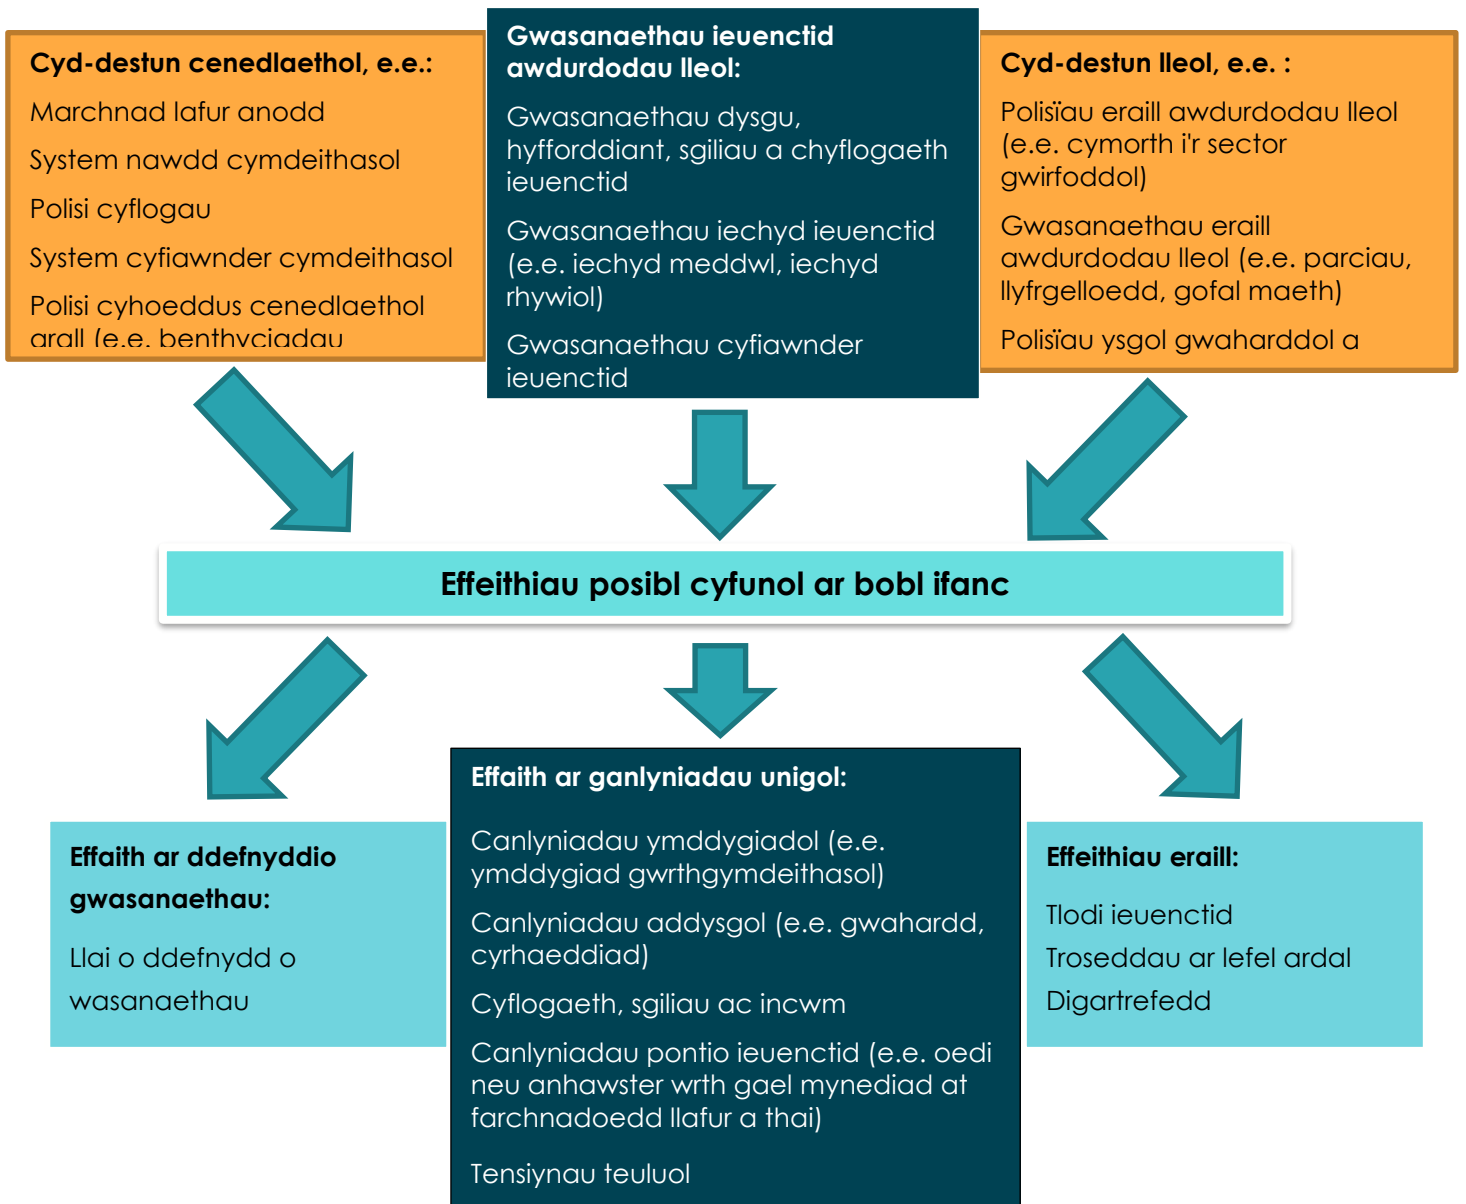 Cyd-destun cenedlaethol, e.e.:
Marchnad lafur anodd
System nawdd cymdeithasol
Polisi cyflogau
System cyfiawnder cymdeithasol
Polisi cyhoeddus cenedlaethol
arall (e.e. benthyciadau
Gwasanaethau ieuenctid
awdurdodau lleol:
Gwasanaethau dysgu,
hyfforddiant, sgiliau a chyflogaeth
ieuenctid
Gwasanaethau iechyd ieuenctid
(e.e. iechyd meddwl, iechyd
rhywiol)
Gwasanaethau cyfiawnder
ieuenctid
Cyd-destun lleol, e.e. :
Polisïau eraill awdurdodau lleol
(e.e. cymorth i'r sector
gwirfoddol)
Gwasanaethau eraill
awdurdodau lleol (e.e. parciau,
llyfrgelloedd, gofal maeth)
Polisïau ysgol gwaharddol a
Effeithiau posibl cyfunol ar bobl ifanc
Effaith ar ddefnyddio
gwasanaethau:
Llai o ddefnydd o
wasanaethau
Effaith ar ganlyniadau unigol:
Canlyniadau ymddygiadol (e.e.
ymddygiad gwrthgymdeithasol)
Canlyniadau addysgol (e.e. gwahardd,
cyrhaeddiad)
Cyflogaeth, sgiliau ac incwm
Canlyniadau pontio ieuenctid (e.e. oedi
neu anhawster wrth gael mynediad at
farchnadoedd llafur a thai)
Tensiynau teuluol
Effeithiau eraill:
Tlodi ieuenctid
Troseddau ar lefel ardal
Digartrefedd